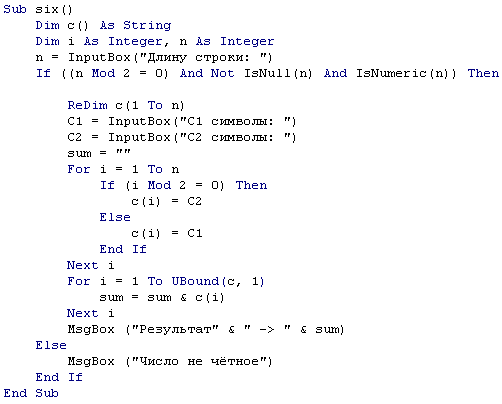 Sub six()
    Dim c() As String
    Dim i As Integer, n As Integer
    n = InputBox("Длину строки: ")
    If ((n Mod 2 = 0) And Not IsNull(n) And IsNumeric(n)) Then

        ReDim c(1 To n)
        C1 = InputBox("C1 символы: ")
        C2 = InputBox("C2 символы: ")
        sum = ""
        For i = 1 To n
            If (i Mod 2 = 0) Then
                c(i) = C2
            Else
                c(i) = C1
            End If
        Next i
        For i = 1 To UBound(c, 1)
            sum = sum & c(i)
        Next i
        MsgBox ("Результат" & " -> " & sum)
    Else
        MsgBox ("Число не чётное")
    End If
End Sub